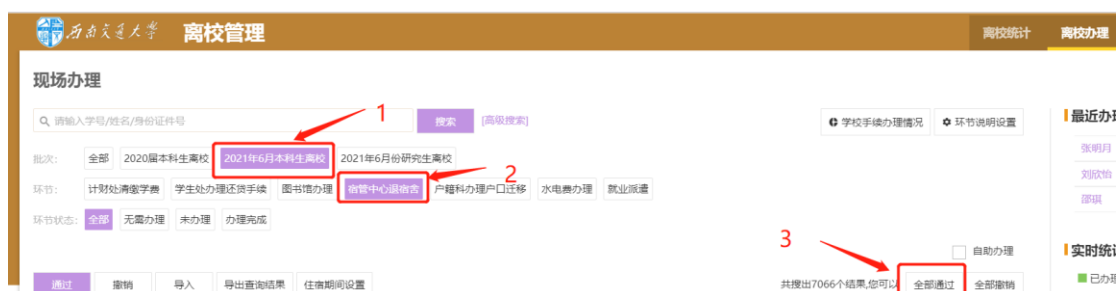 西南交通大学 离校管理 离校统计 离校办理
现场办理
请输入学号/姓名/身份证件号 搜索 [高级搜索] 学校手续办理情况 环节说明设置
1
最近办理
批次: 全部 2020届本科生离校 2021年6月本科生离校 2021年6月份研究生离校
张明月
2
环节: 计财处清缴学费 学生处办理还贷手续 图书馆办理 宿管中心退宿舍 户籍科办理户口迁移 水电费办理 就业派遣
刘欣怡
环节状态: 全部 无需办理 未办理 办理完成
邵琪
3
自助办理
实时统计
通过 撤销 导入 导出查询结果 住宿期间设置 共搜出7066个结果,您可以 全部通过 全部撤销
已办理